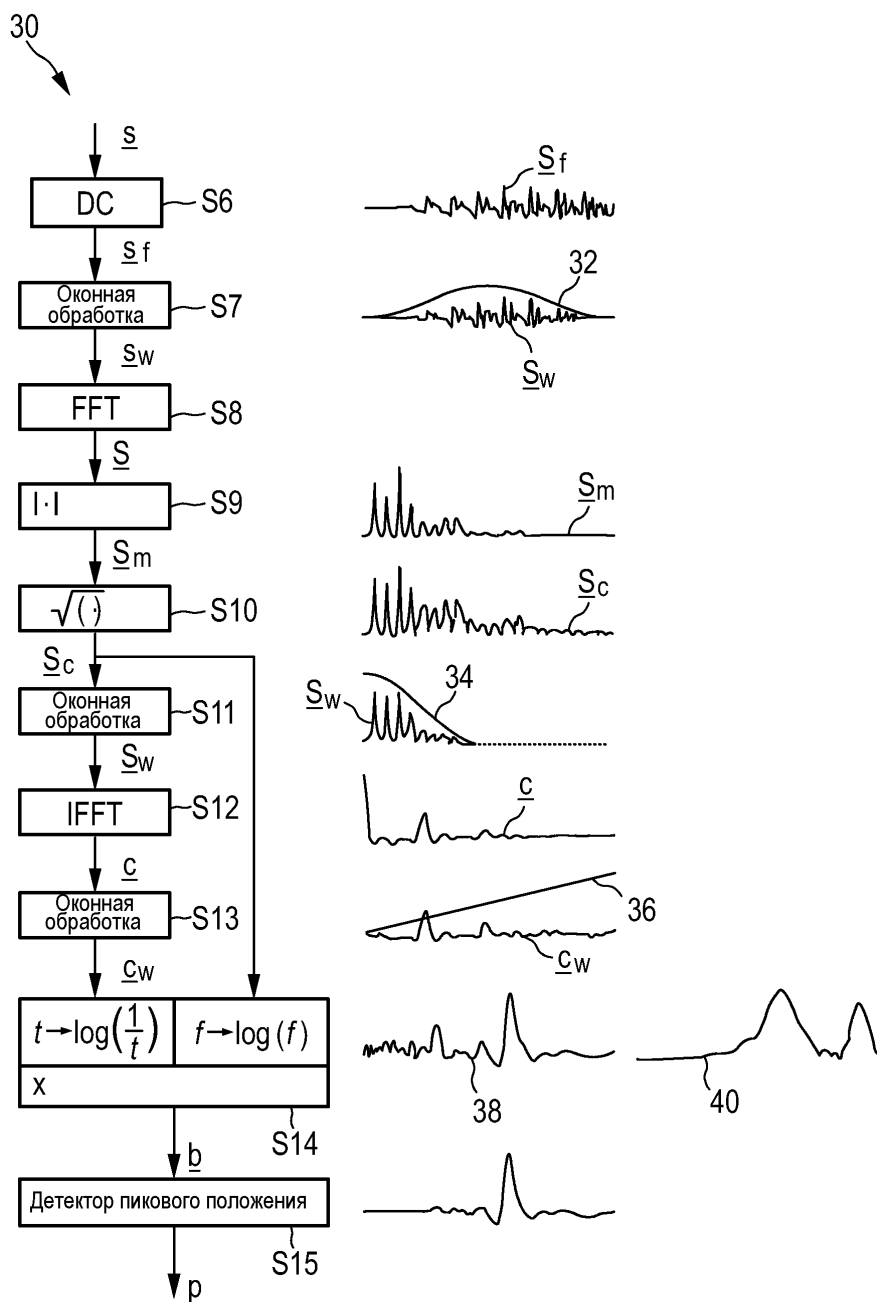 30
s
DC
S6
S f
s f
Оконная
обработка
S7
32
S w
s w
FFT
S8
S
I·I
S9
S m
S m
√(·)
S10
S c
S c
Оконная
обработка
S11
S w
34
S w
IFFT
S12
c
c
Оконная
обработка
S13
36
c w
c w
t→log(1/t)
f→log(f)
x
S14
38
40
b
Детектор пикового положения
S15
p